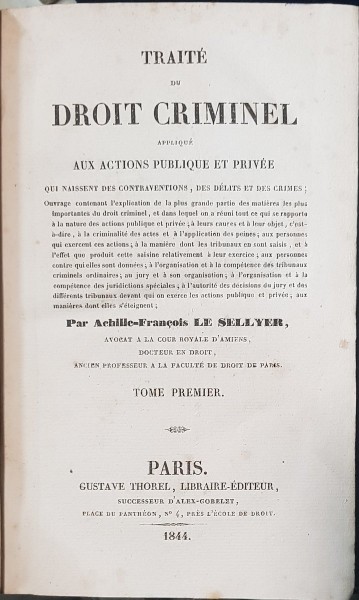 TRAITÉ
DU
DROIT CRIMINEL
APPLIQUÉ
AUX ACTIONS PUBLIQUE ET PRIVÉE
QUI NAISSENT DES CONTRAVENTIONS, DES DÉLITS ET DES CRIMES;
Ouvrage contenant l'explication de la plus grande partie des matières les plus
importantes du droit criminel, et dans lequel on a réuni tout ce qui se rapporte
à la nature des actions publique et privée; à leurs causes et à leur objet, c'est-
à-dire, à la criminalité des actes et à l'application des peines; aux personnes
qui exercent ces actions; à la manière dont les tribunaux en sont saisis, et à
l'effet que produit cette saisine relativement à leur exercice; aux personnes
contre qui elles sont données; à l'organisation et à la compétence des tribunaux
criminels ordinaires; au jury et à son organisation; à l'organisation et à la
compétence des juridictions spéciales; à l'autorité des décisions du jury et des
différents tribunaux devant qui on exerce les actions publique et privée; aux
manières dont elles s'éteignent;
Par Achille-François LE SELLYER,
AVOCAT A LA COUR ROYALE D'AMIENS,
DOCTEUR EN DROIT,
ANCIEN PROFESSEUR A LA FACULTÉ DE DROIT DE PARIS.
TOME PREMIER.
PARIS.
GUSTAVE THOREL, LIBRAIRE-ÉDITEUR,
SUCCESSEUR D'ALEX-GOBELET,
PLACE DU PANTHÉON, N° 4, PRÈS L'ÉCOLE DE DROIT.
1844.